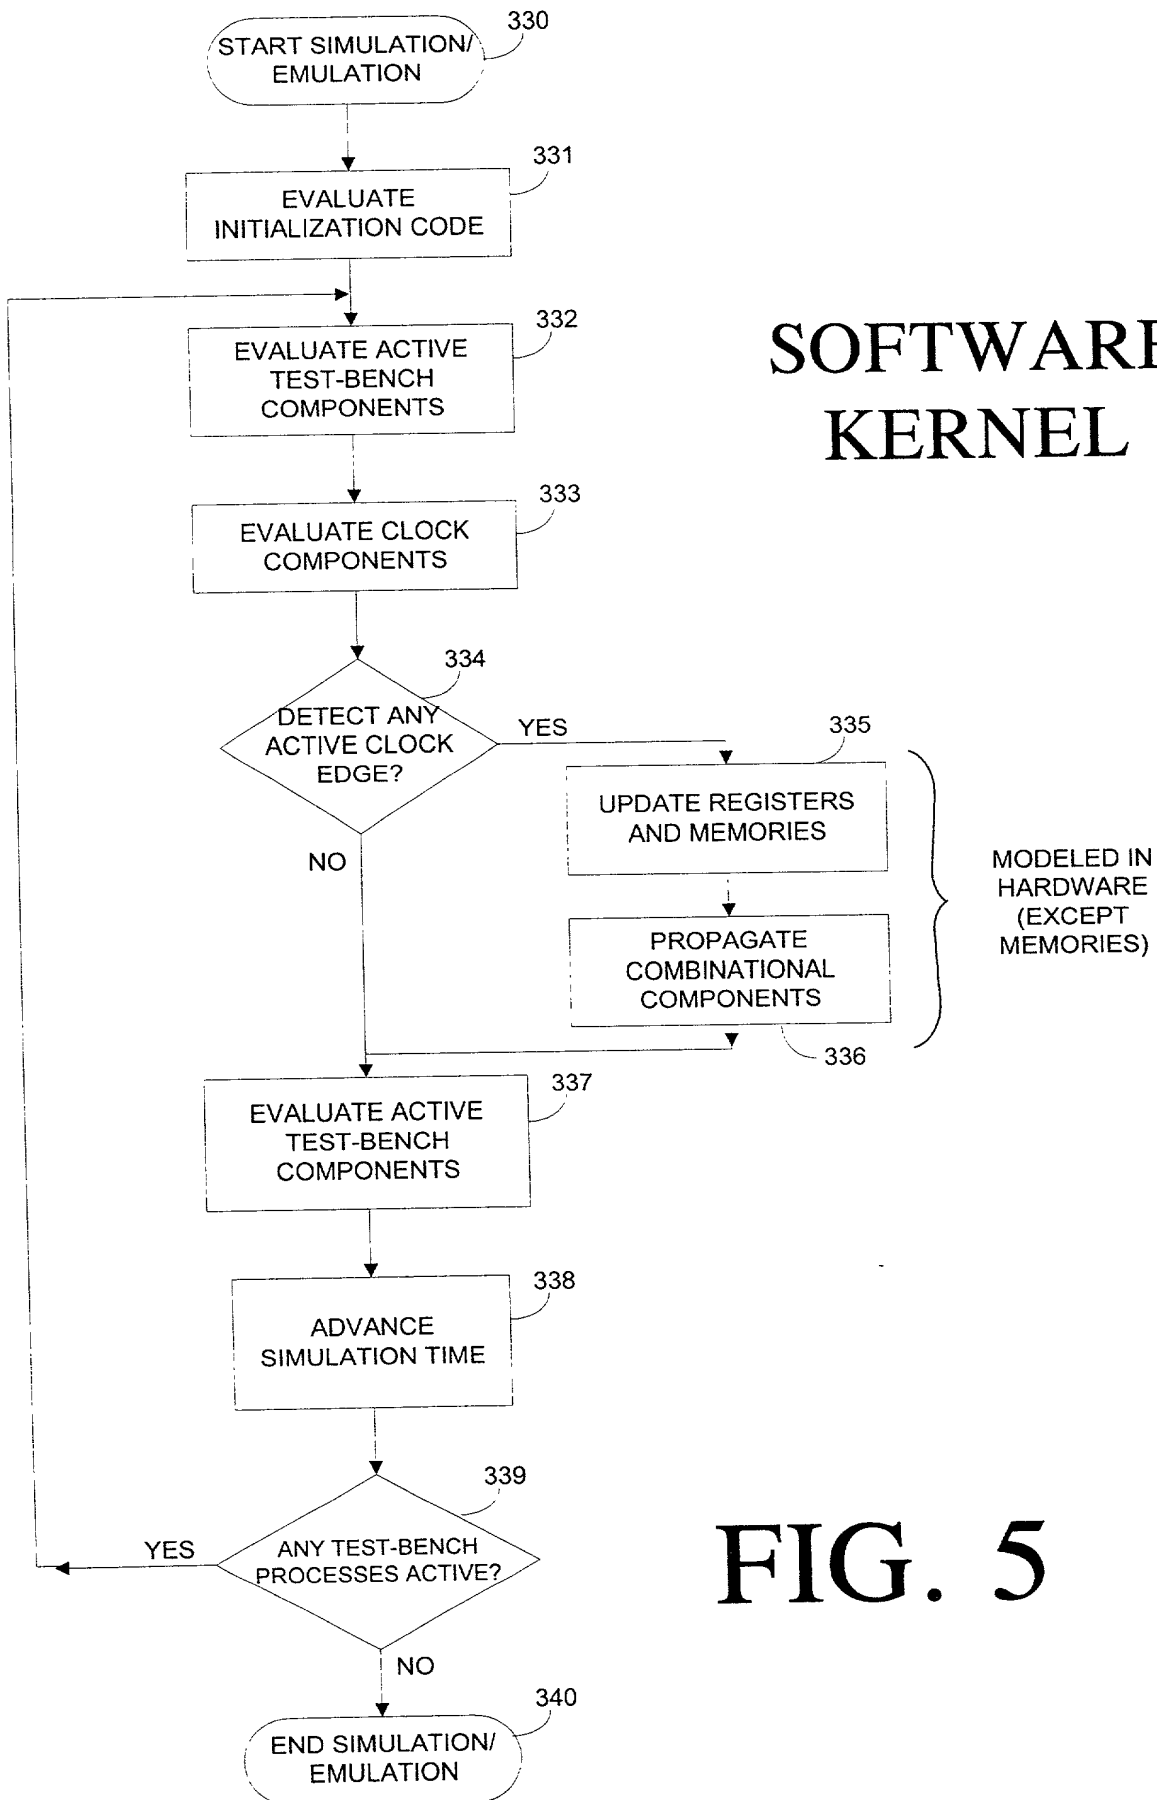 330
START SIMULATION/
EMULATION
331
EVALUATE
INITIALIZATION CODE
332
EVALUATE ACTIVE
TEST-BENCH
COMPONENTS
SOFTWARE
KERNEL
333
EVALUATE CLOCK
COMPONENTS
334
DETECT ANY
ACTIVE CLOCK
EDGE?
YES
NO
335
UPDATE REGISTERS
AND MEMORIES
PROPAGATE
COMBINATIONAL
COMPONENTS
336
MODELED IN
HARDWARE
(EXCEPT
MEMORIES)
337
EVALUATE ACTIVE
TEST-BENCH
COMPONENTS
338
ADVANCE
SIMULATION TIME
339
ANY TEST-BENCH
PROCESSES ACTIVE?
YES
NO
340
END SIMULATION/
EMULATION
FIG. 5